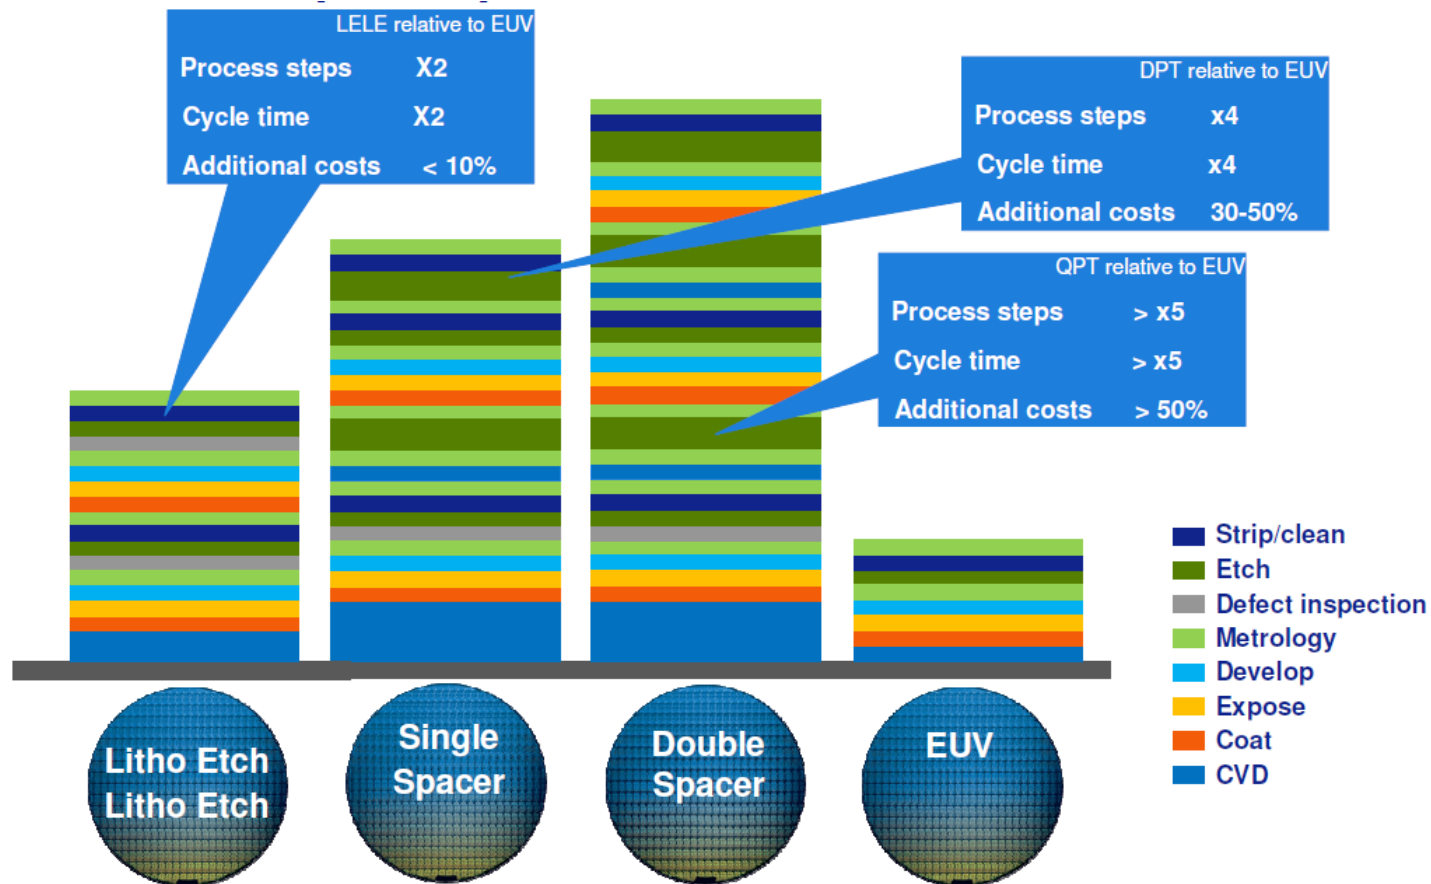 LELE relative to EUV
Process steps X2
Cycle time X2
Additional costs < 10%
DPT relative to EUV
Process steps x4
Cycle time x4
Additional costs 30-50%
QPT relative to EUV
Process steps > x5
Cycle time > x5
Additional costs > 50%
Strip/clean
Etch
Defect inspection
Metrology
Develop
Expose
Coat
CVD
Litho Etch
Litho Etch
Single
Spacer
Double
Spacer
EUV